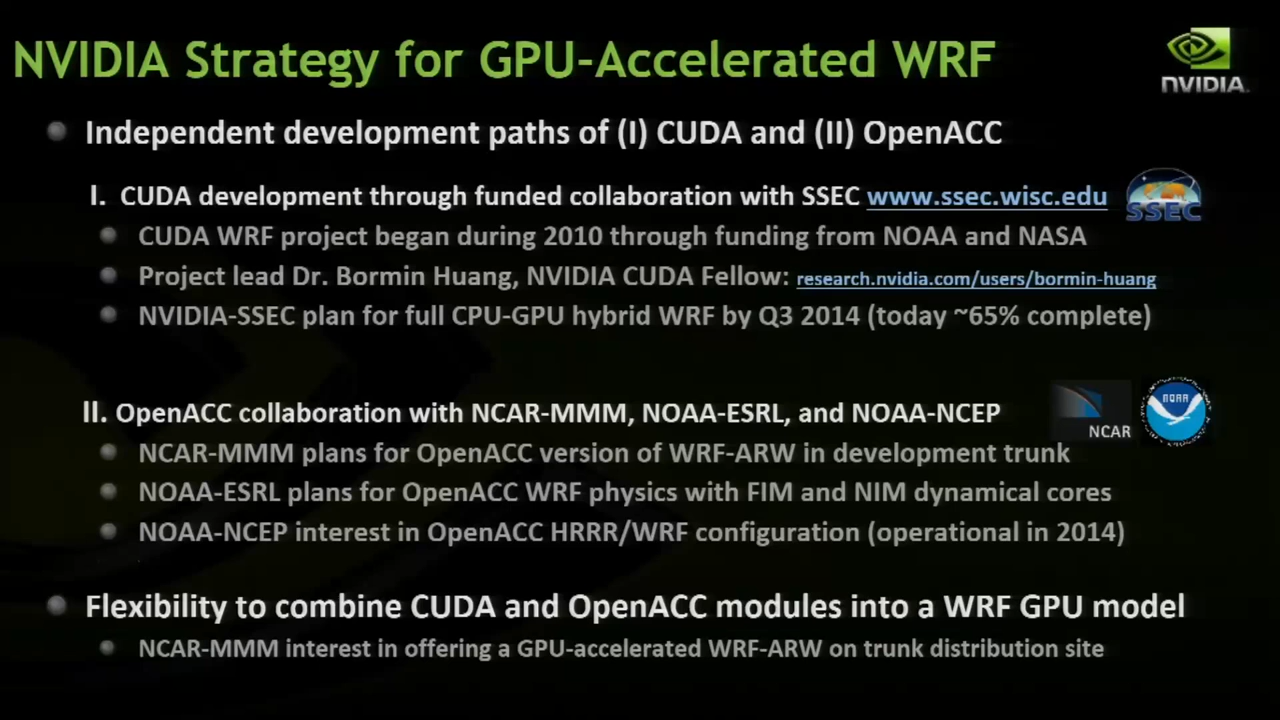 NVIDIA Strategy for GPU-Accelerated WRF
NVIDIA.
Independent development paths of (I) CUDA and (II) OpenACC
I. CUDA development through funded collaboration with SSEC www.ssec.wisc.edu
SSEC
CUDA WRF project began during 2010 through funding from NOAA and NASA
Project lead Dr. Bormin Huang, NVIDIA CUDA Fellow: research.nvidia.com/users/bormin-huang
NVIDIA-SSEC plan for full CPU-GPU hybrid WRF by Q3 2014 (today ~65% complete)
II. OpenACC collaboration with NCAR-MMM, NOAA-ESRL, and NOAA-NCEP
NCAR
NOAA
NCAR-MMM plans for OpenACC version of WRF-ARW in development trunk
NOAA-ESRL plans for OpenACC WRF physics with FIM and NIM dynamical cores
NOAA-NCEP interest in OpenACC HRRR/WRF configuration (operational in 2014)
Flexibility to combine CUDA and OpenACC modules into a WRF GPU model
NCAR-MMM interest in offering a GPU-accelerated WRF-ARW on trunk distribution site